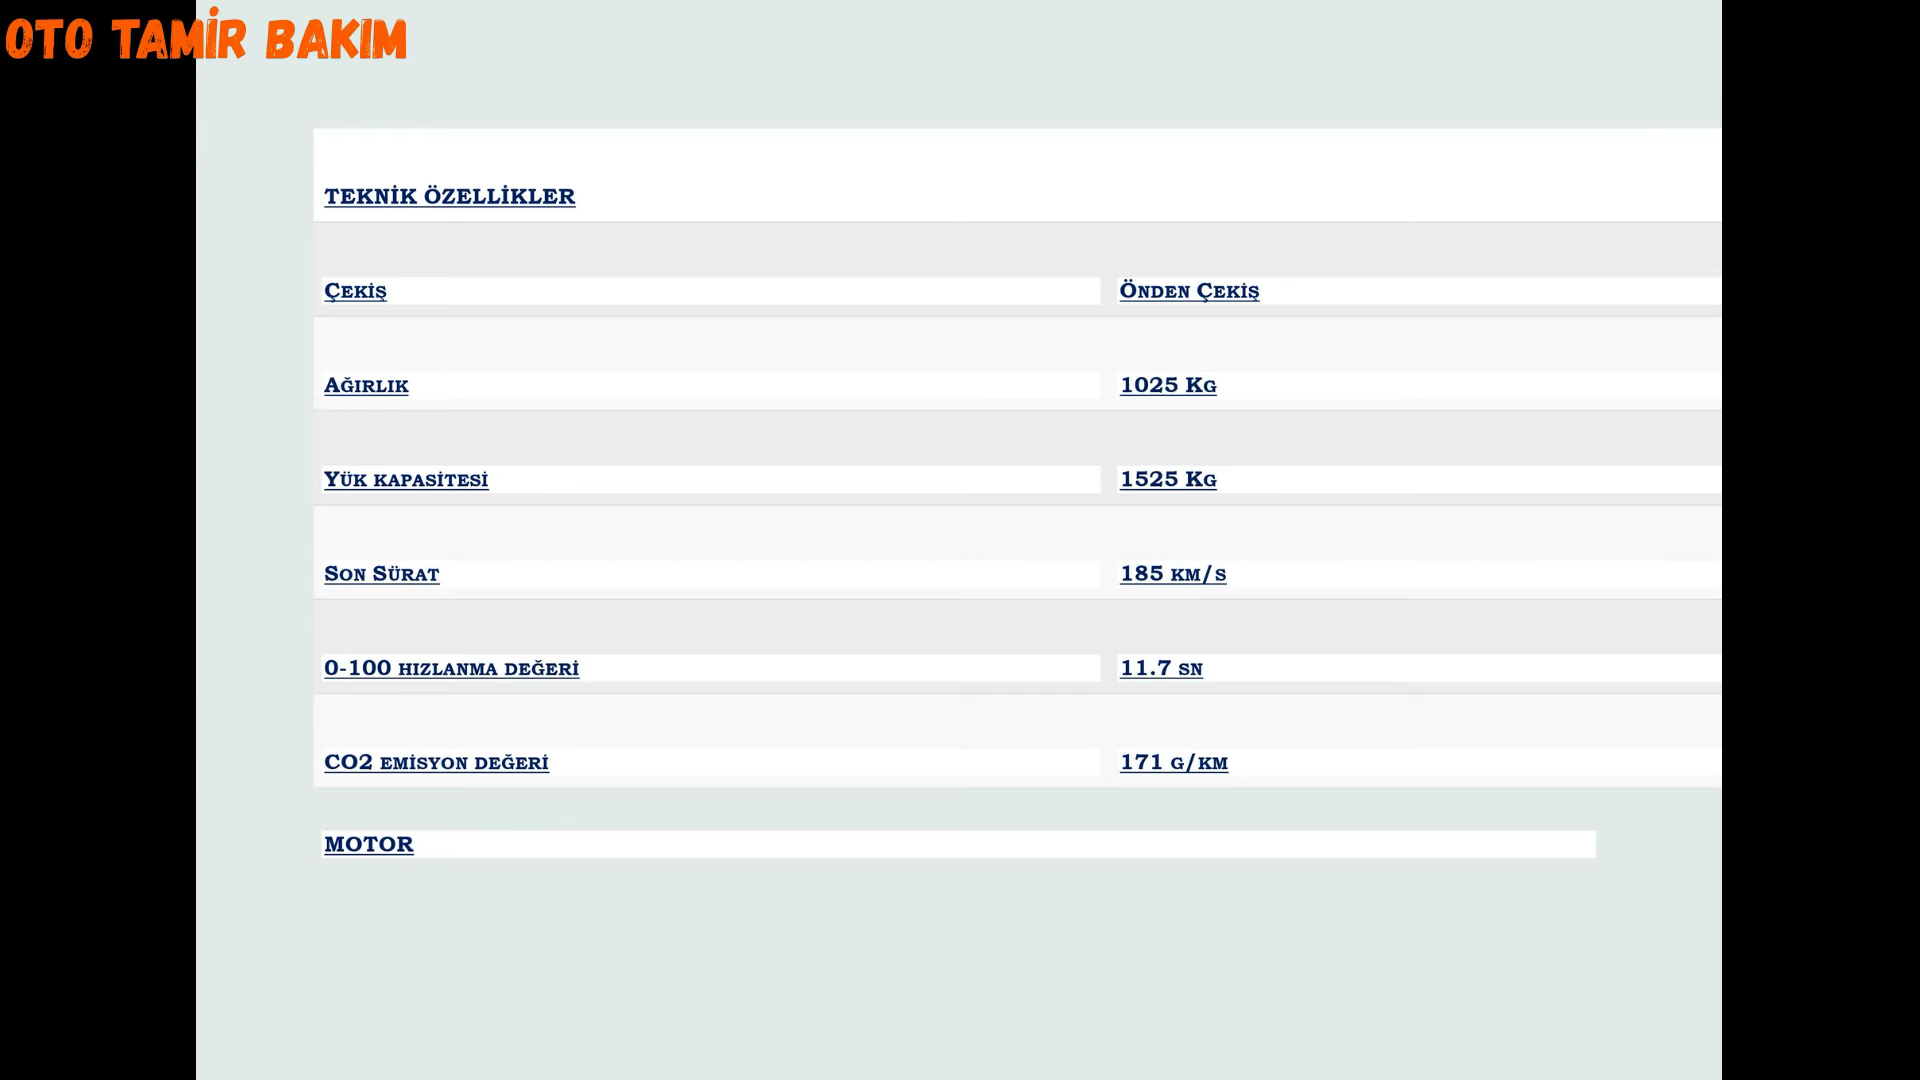 OTO TAMİR BAKIM
TEKNİK ÖZELLİKLER
Çekiş Önden Çekiş
Ağırlık 1025 Kg
Yük kapasitesi 1525 Kg
Son Sürat 185 km/s
0-100 hızlanma değeri 11.7 sn
CO2 emisyon değeri 171 g/km
MOTOR